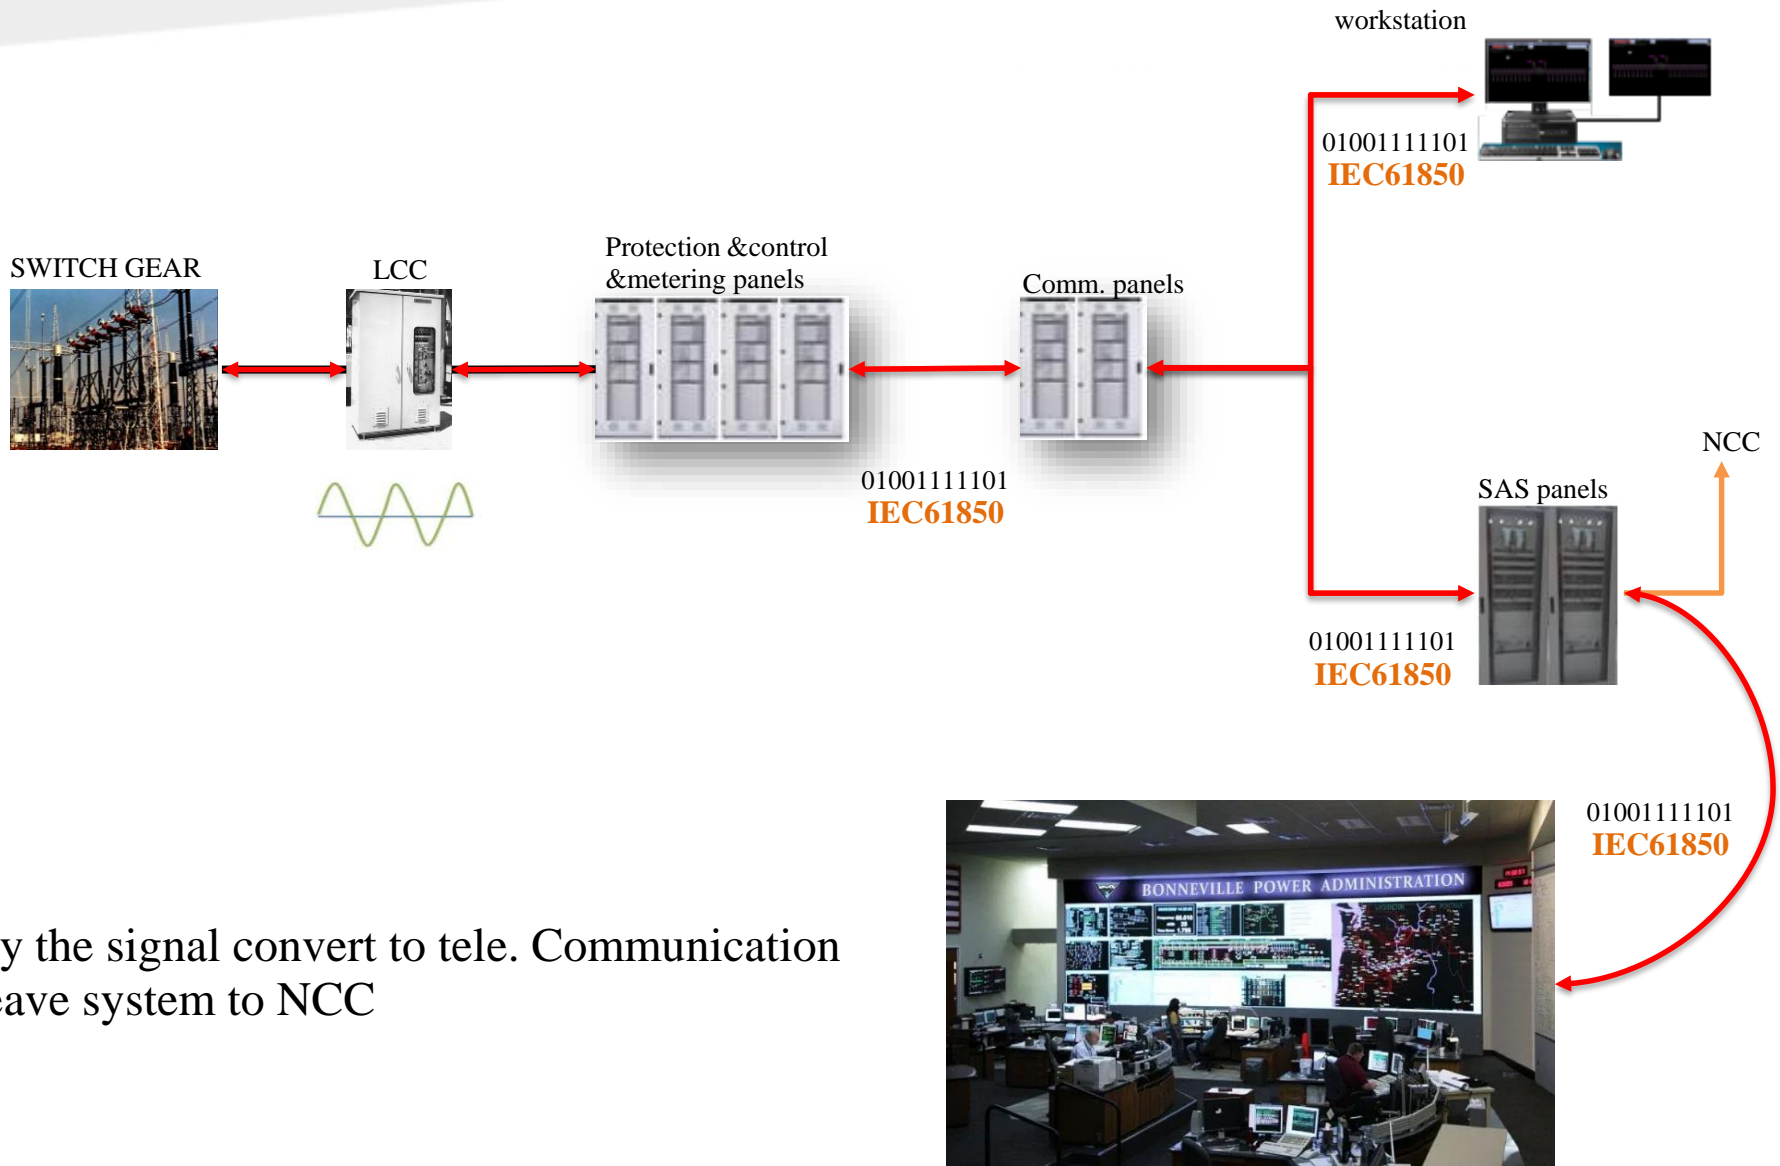 workstation
01001111101
IEC61850
SWITCH GEAR
LCC
Protection &control
&metering panels
Comm. panels
01001111101
IEC61850
NCC
SAS panels
01001111101
IEC61850
01001111101
IEC61850
BONNEVILLE POWER ADMINISTRATION
y the signal convert to tele. Communication
eave system to NCC